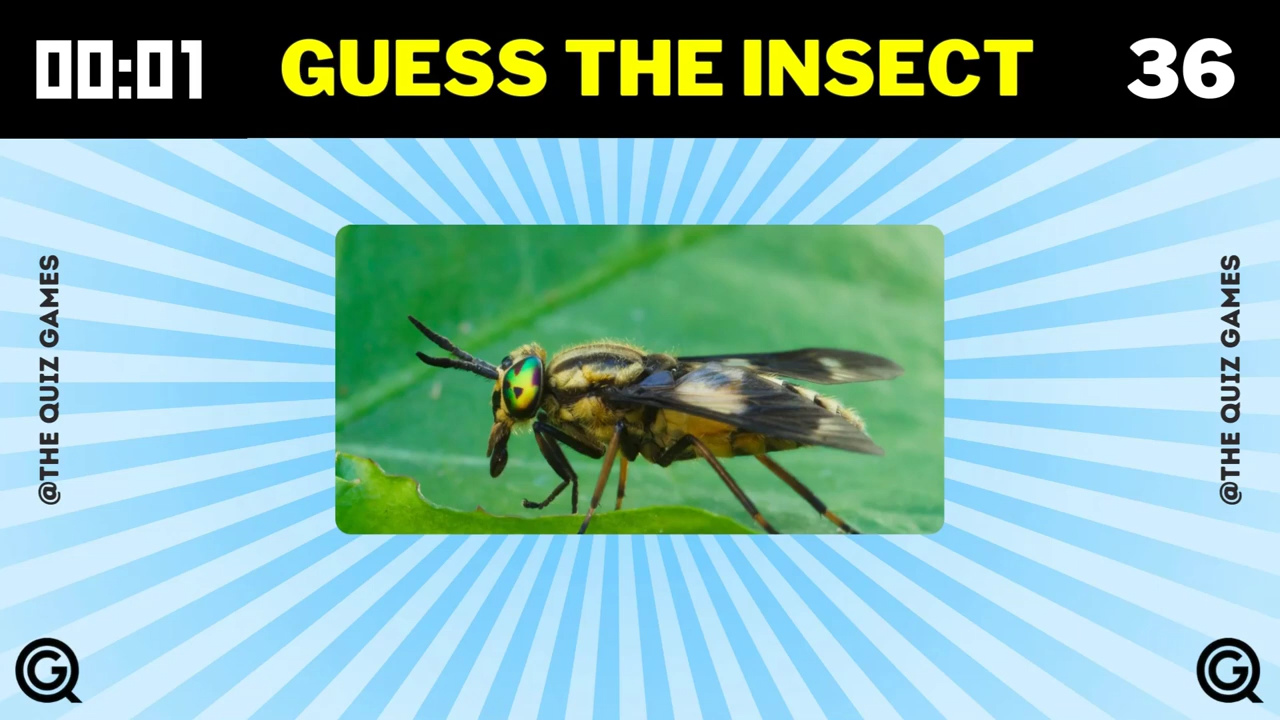 00:01
GUESS THE INSECT
36
@THE QUIZ GAMES
@THE QUIZ GAMES